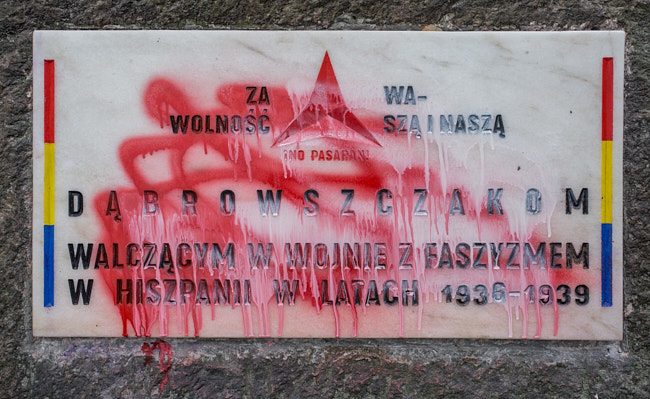 ZA WA-
WOLNOŚĆ SZĄ I NASZĄ
¡NO PASARAN!
DĄBROWSZCZAKOM
WALCZĄCYM W WOJNIE Z FASZYZMEM
W HISZPANII W LATACH 1936-1939